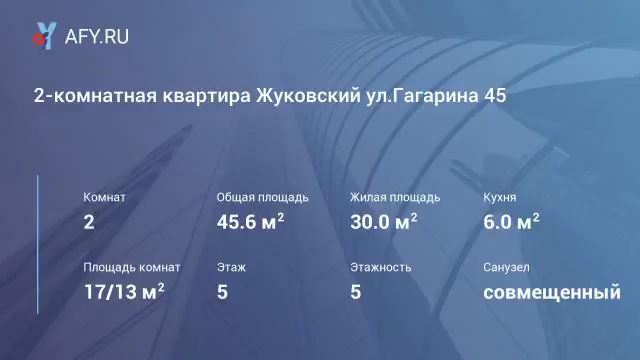 AFY.RU
2-комнатная квартира Жуковский ул.Гагарина 45
Комнат Общая площадь Жилая площадь Кухня
2 45.6 м² 30.0 м² 6.0 м²
Площадь комнат Этаж Этажность Санузел
17/13 м² 5 5 совмещенный